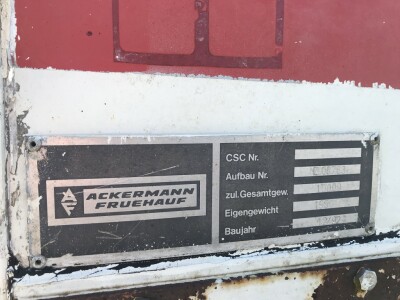 ACKERMANN
FRUEHAUF
CSC Nr.
Aufbau Nr.
zul.Gesamtgew.
Eigengewicht
Baujahr